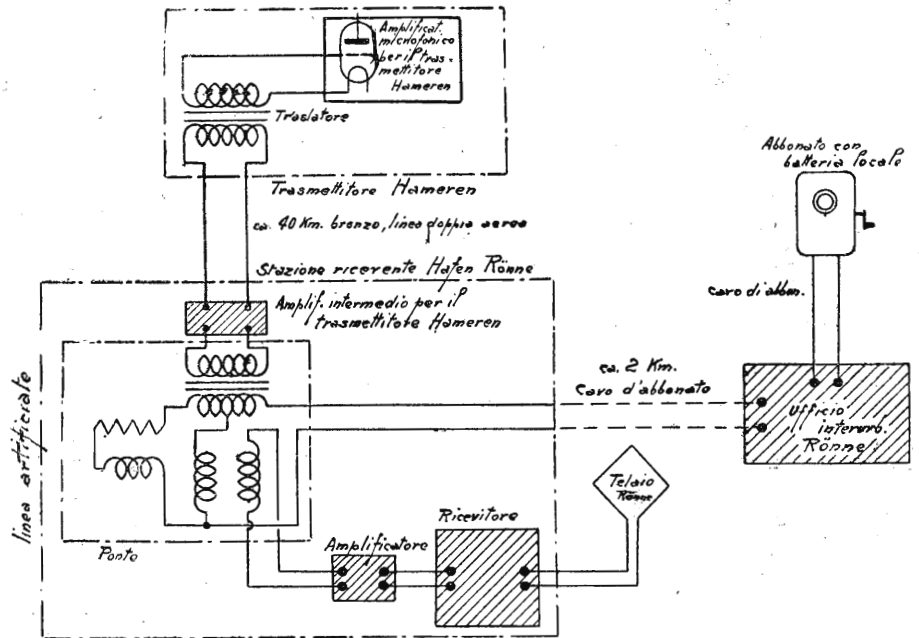 Amplificat.
microfonico
per il tras-
mettitore
Hameren
Traslatore
Trasmettitore Hameren
ca. 40 Km. bronzo, linea doppia aerea
Abbonato con
batteria locale
cavo di abbon.
Stazione ricevente Hafen Rönne
Amplif. intermedio per il
trasmettitore Hameren
ca. 2 Km.
Cavo d'abbonato
Ufficio
interurb.
Rönne
linea artificiale
Telaio
Rönne
Ricevitore
Amplificatore
Ponte